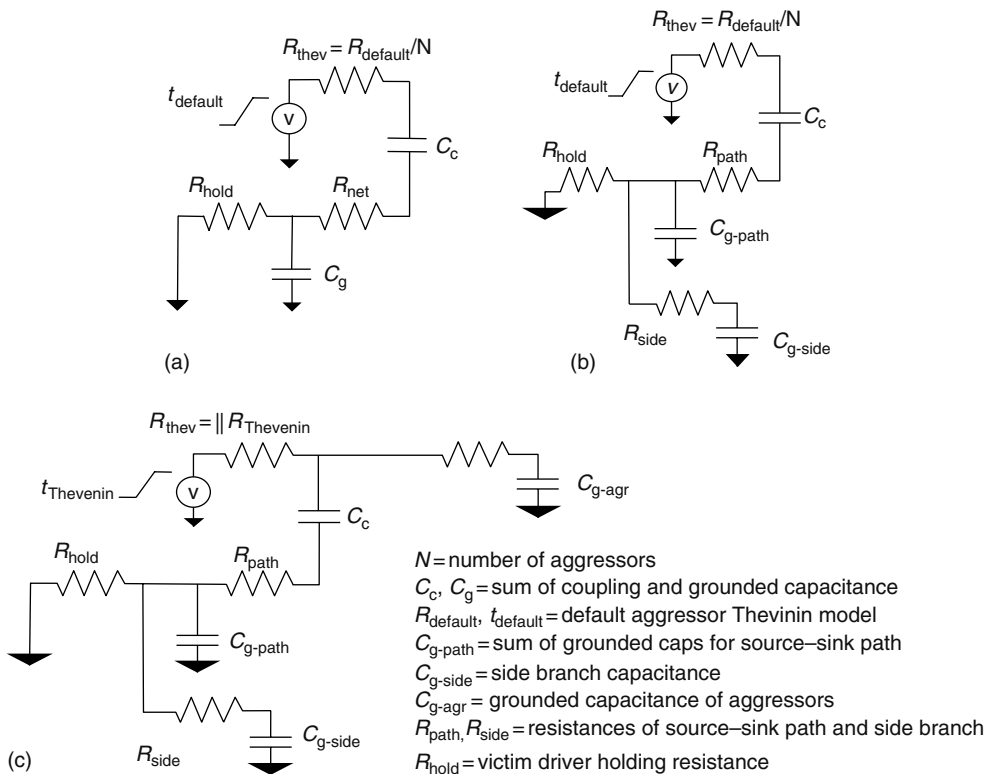 R_thev = R_default/N
t_default
v
C_c
R_hold
R_net
C_g
(a)
R_thev = R_default/N
t_default
v
C_c
R_hold
R_path
C_g-path
R_side
C_g-side
(b)
R_thev = || R_Thevenin
t_Thevenin
v
C_c
C_g-agr
R_hold
R_path
C_g-path
R_side
C_g-side
(c)
N = number of aggressors
C_c, C_g = sum of coupling and grounded capacitance
R_default, t_default = default aggressor Thevinin model
C_g-path = sum of grounded caps for source–sink path
C_g-side = side branch capacitance
C_g-agr = grounded capacitance of aggressors
R_path, R_side = resistances of source–sink path and side branch
R_hold = victim driver holding resistance